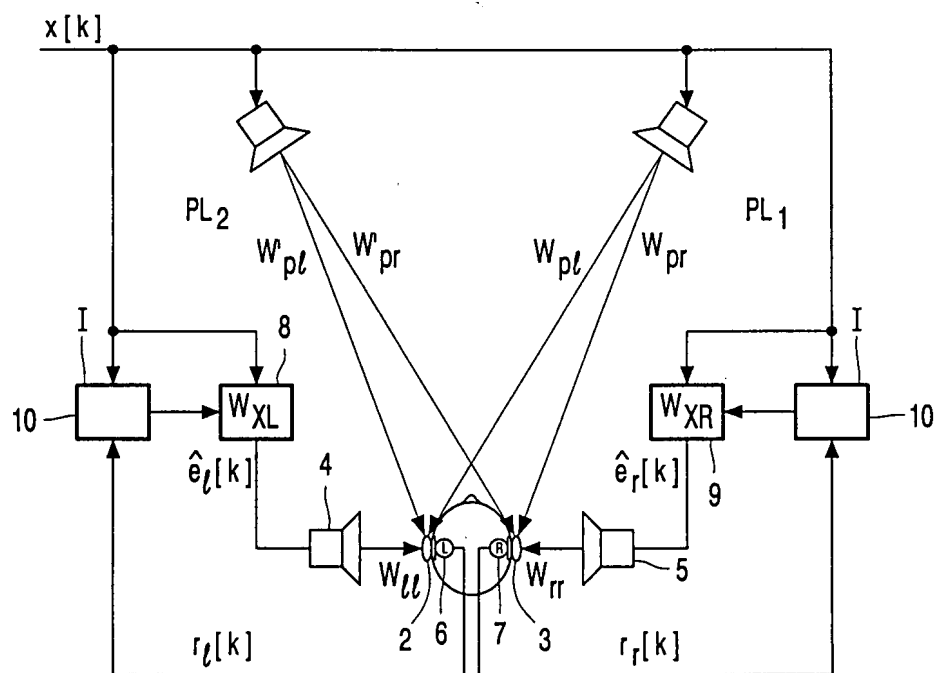 x[k]
PL2 PL1
W'pℓ W'pr Wpℓ Wpr
I 8 I
10 WXL WXR 10
êℓ[k] 4 êr[k] 9
L R
Wℓℓ Wrr 5
2 6 7 3
rℓ[k] rr[k]